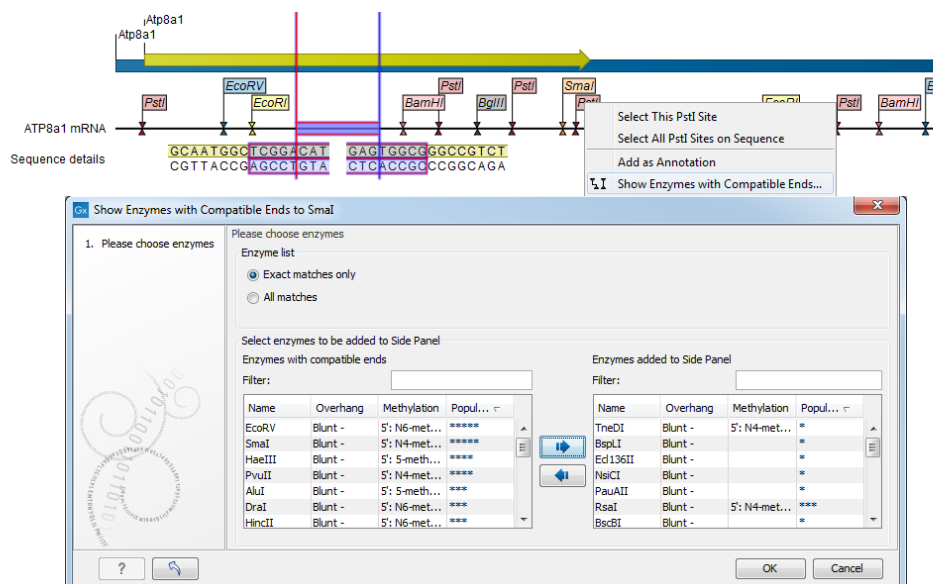 Atp8a1
Atp8a1
EcoRV PstI PstI SmaI
PstI EcoRI BamHI BglII PstI EcoRI PstI BamHI
ATP8a1 mRNA
Sequence details
GCAATGGCTCGGACAT GAGTGGCGGGCCGTCT
CGTTACCGAGCCTGTA CTCACCGCCCGGCAGA
Select This PstI Site
Select All PstI Sites on Sequence
Add as Annotation
Show Enzymes with Compatible Ends...
Gx Show Enzymes with Compatible Ends to SmaI
1. Please choose enzymes
Please choose enzymes
Enzyme list
Exact matches only
All matches
Select enzymes to be added to Side Panel
Enzymes with compatible ends Enzymes added to Side Panel
Filter: Filter:
Name Overhang Methylation Popul... Name Overhang Methylation Popul...
EcoRV Blunt - 5': N6-met... ***** TneDI Blunt - 5': N4-met... *
SmaI Blunt - 5': N4-met... ***** BspLI Blunt - *
HaeIII Blunt - 5': 5-meth... **** Ecl136II Blunt - *
PvuII Blunt - 5': N4-met... **** NsiCI Blunt - *
AluI Blunt - 5': 5-meth... *** PauAII Blunt - *
DraI Blunt - 5': N6-met... *** RsaI Blunt - 5': N4-met... ***
HincII Blunt - 5': N6-met... *** BscBI Blunt - *
? OK Cancel